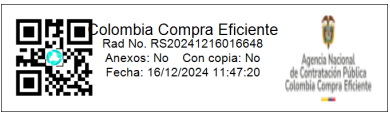 Colombia Compra Eficiente
Rad No. RS20241216016648
Anexos: No Con copia: No
Fecha: 16/12/2024 11:47:20
Agencia Nacional
de Contratación Pública
Colombia Compra Eficiente